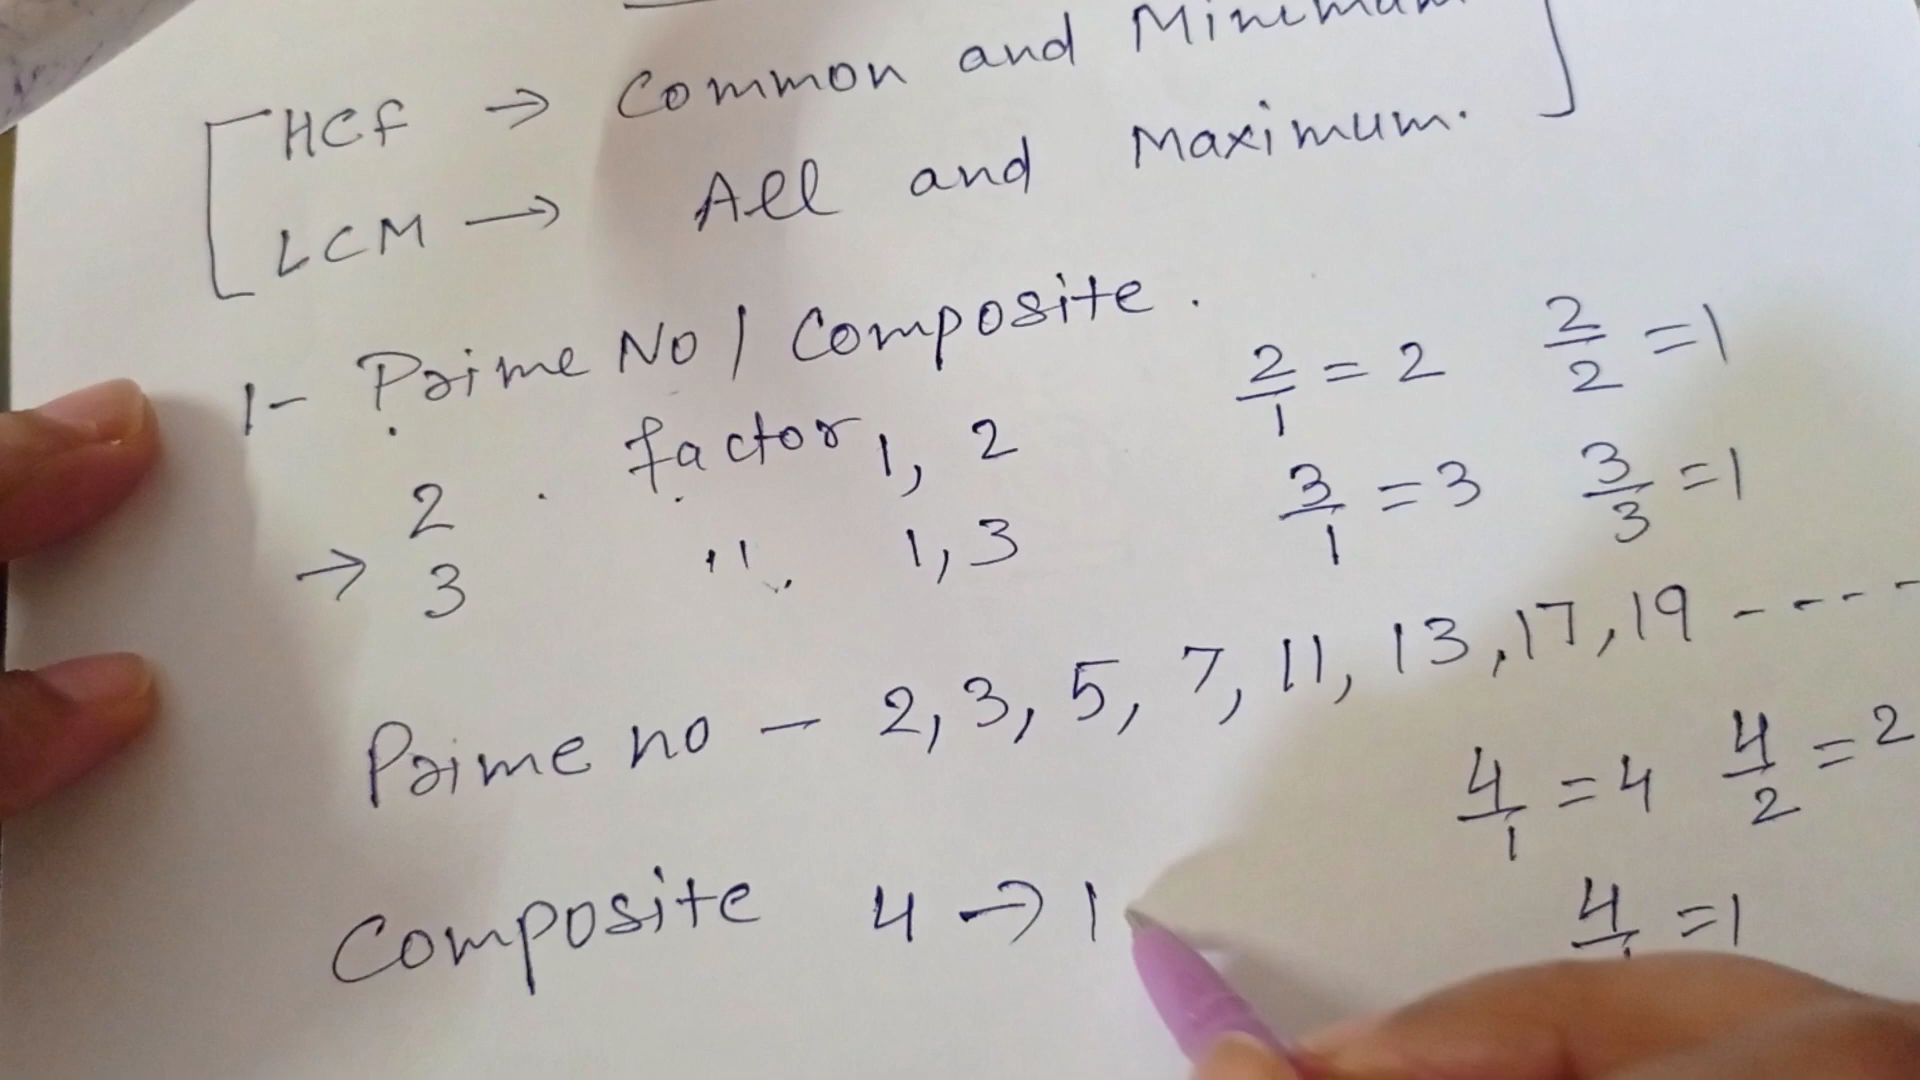 [HCf → Common and Minimum
LCM → All and Maximum.]
1- Prime No / Composite.
2 . factor 1, 2 2/1 = 2 2/2 = 1
→ 3 " 1, 3 3/1 = 3 3/3 = 1
Prime no - 2, 3, 5, 7, 11, 13, 17, 19 - - - -
4/1 = 4 4/2 = 2
Composite 4 → 1 4/ = 1